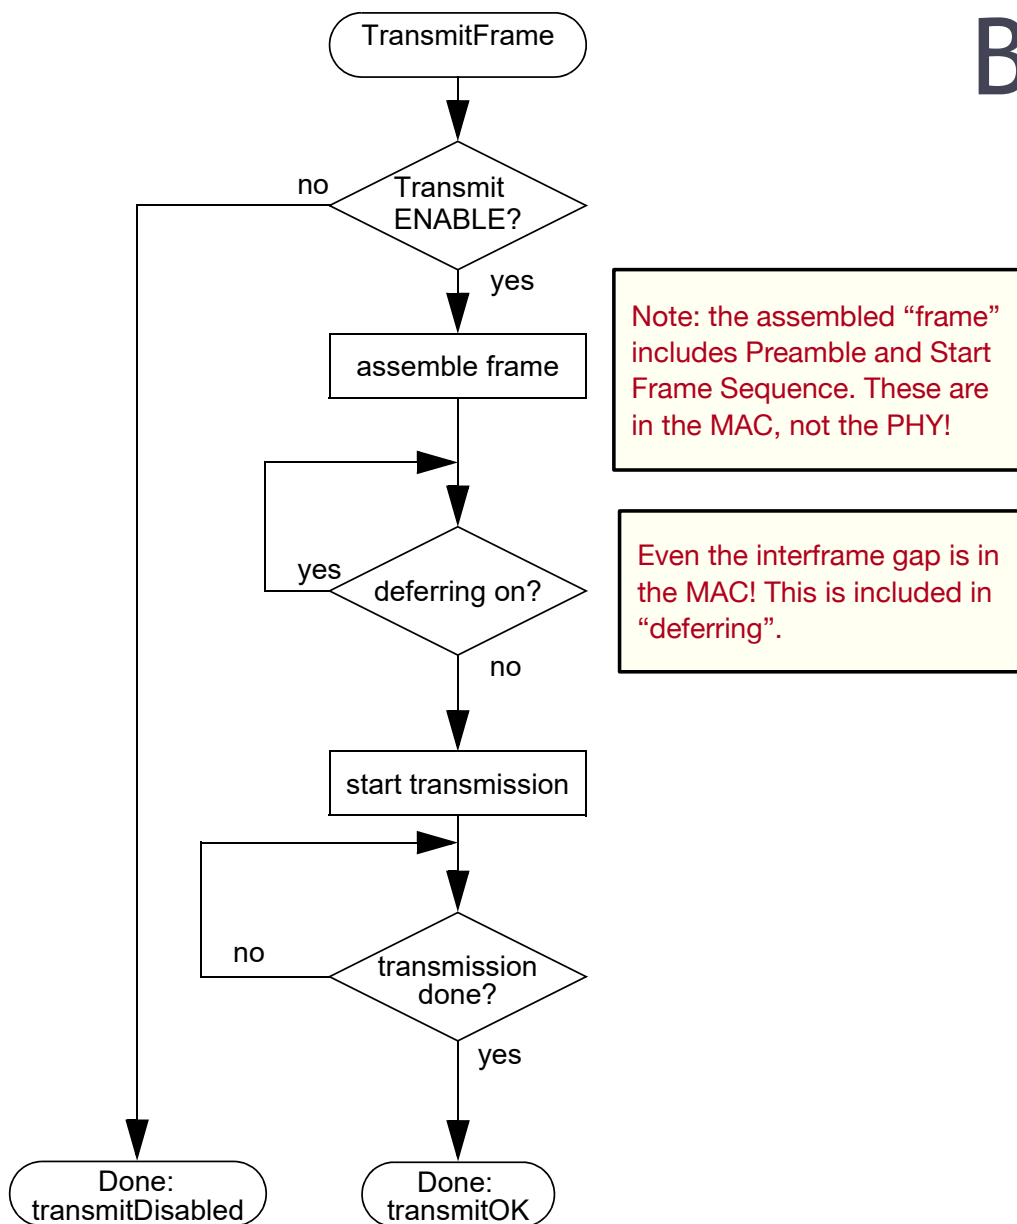 TransmitFrame
B
no
Transmit
ENABLE?
yes
Note: the assembled “frame”
includes Preamble and Start
Frame Sequence. These are
in the MAC, not the PHY!
assemble frame
Even the interframe gap is in
the MAC! This is included in
“deferring”.
yes
deferring on?
no
start transmission
no
transmission
done?
yes
Done:
transmitDisabled
Done:
transmitOK